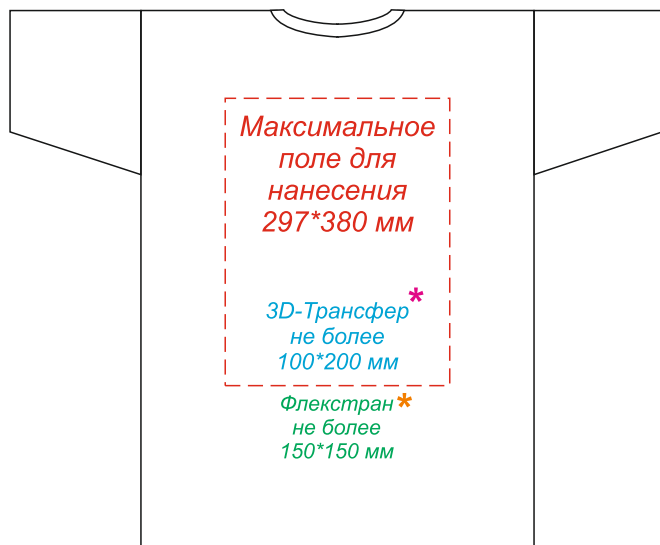 Максимальное
поле для
нанесения
297*380 мм
3D-Трансфер*
не более
100*200 мм
Флекстран*
не более
150*150 мм